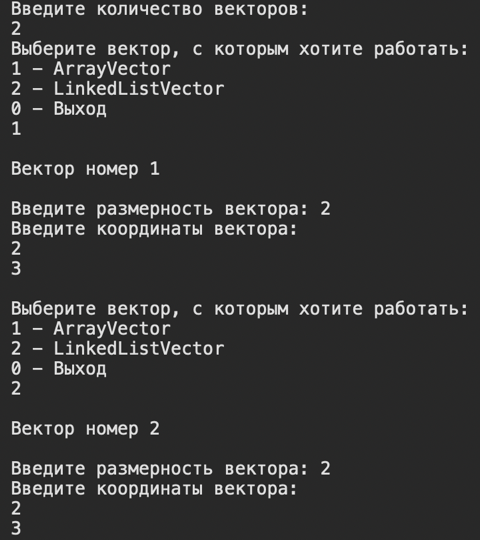 Введите количество векторов:
2
Выберите вектор, с которым хотите работать:
1 – ArrayVector
2 – LinkedListVector
0 – Выход
1
Вектор номер 1
Введите размерность вектора: 2
Введите координаты вектора:
2
3
Выберите вектор, с которым хотите работать:
1 – ArrayVector
2 – LinkedListVector
0 – Выход
2
Вектор номер 2
Введите размерность вектора: 2
Введите координаты вектора:
2
3